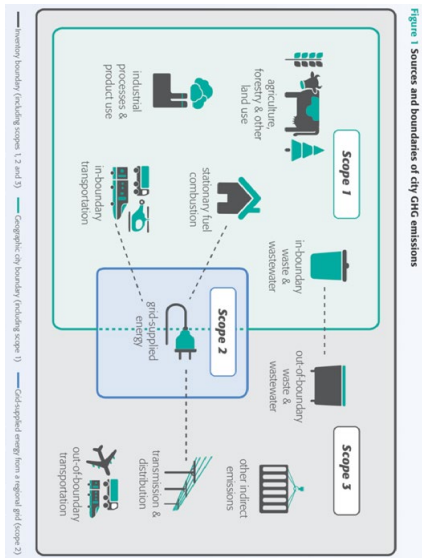 Figure 1 Sources and boundaries of city GHG emissions
Scope 1
agriculture,
forestry & other
land use
industrial
processes &
product use
stationary fuel
combustion
in-boundary
transportation
in-boundary
waste &
wastewater
Scope 2
grid-supplied
energy
out-of-boundary
waste &
wastewater
Scope 3
other indirect
emissions
transmission &
distribution
out-of-boundary
transportation
Inventory boundary (including scopes 1, 2 and 3) Geographic city boundary (including scope 1) Grid-supplied energy from a regional grid (scope 2)